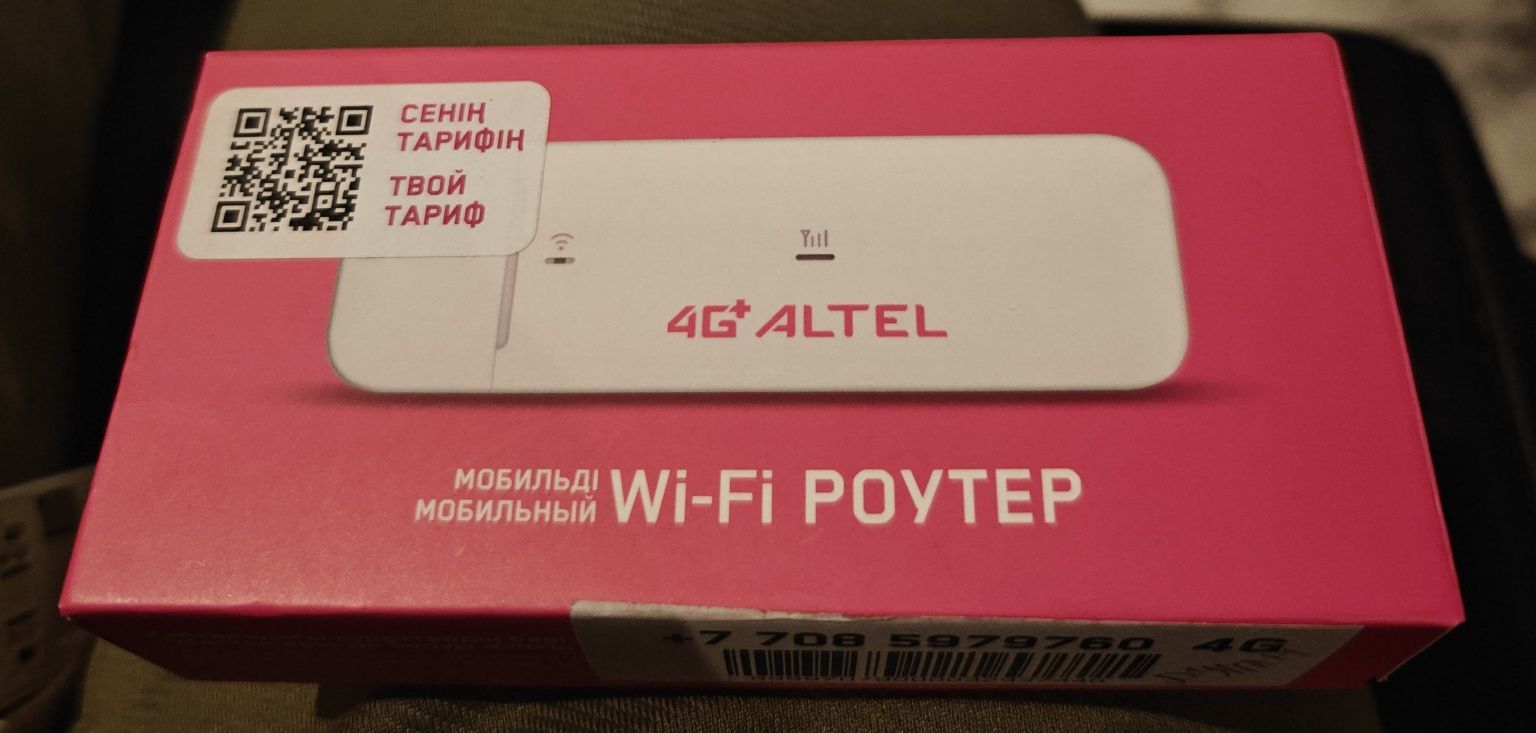 СЕНІҢ
ТАРИФІҢ
ТВОЙ
ТАРИФ
4G+ ALTEL
МОБИЛЬДІ
МОБИЛЬНЫЙ
Wi-Fi РОУТЕР
+7 708 5979760 4G